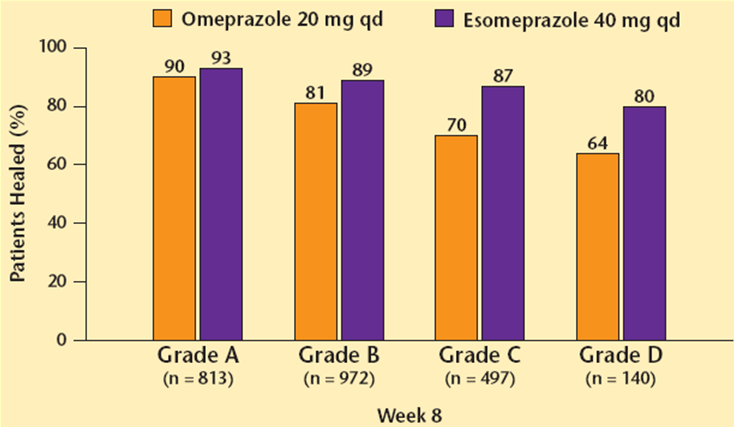 Omeprazole 20 mg qd Esomeprazole 40 mg qd
Patients Healed (%)
100
80
60
40
20
0
90 93
81 89
70 87
64 80
Grade A Grade B Grade C Grade D
(n = 813) (n = 972) (n = 497) (n = 140)
Week 8